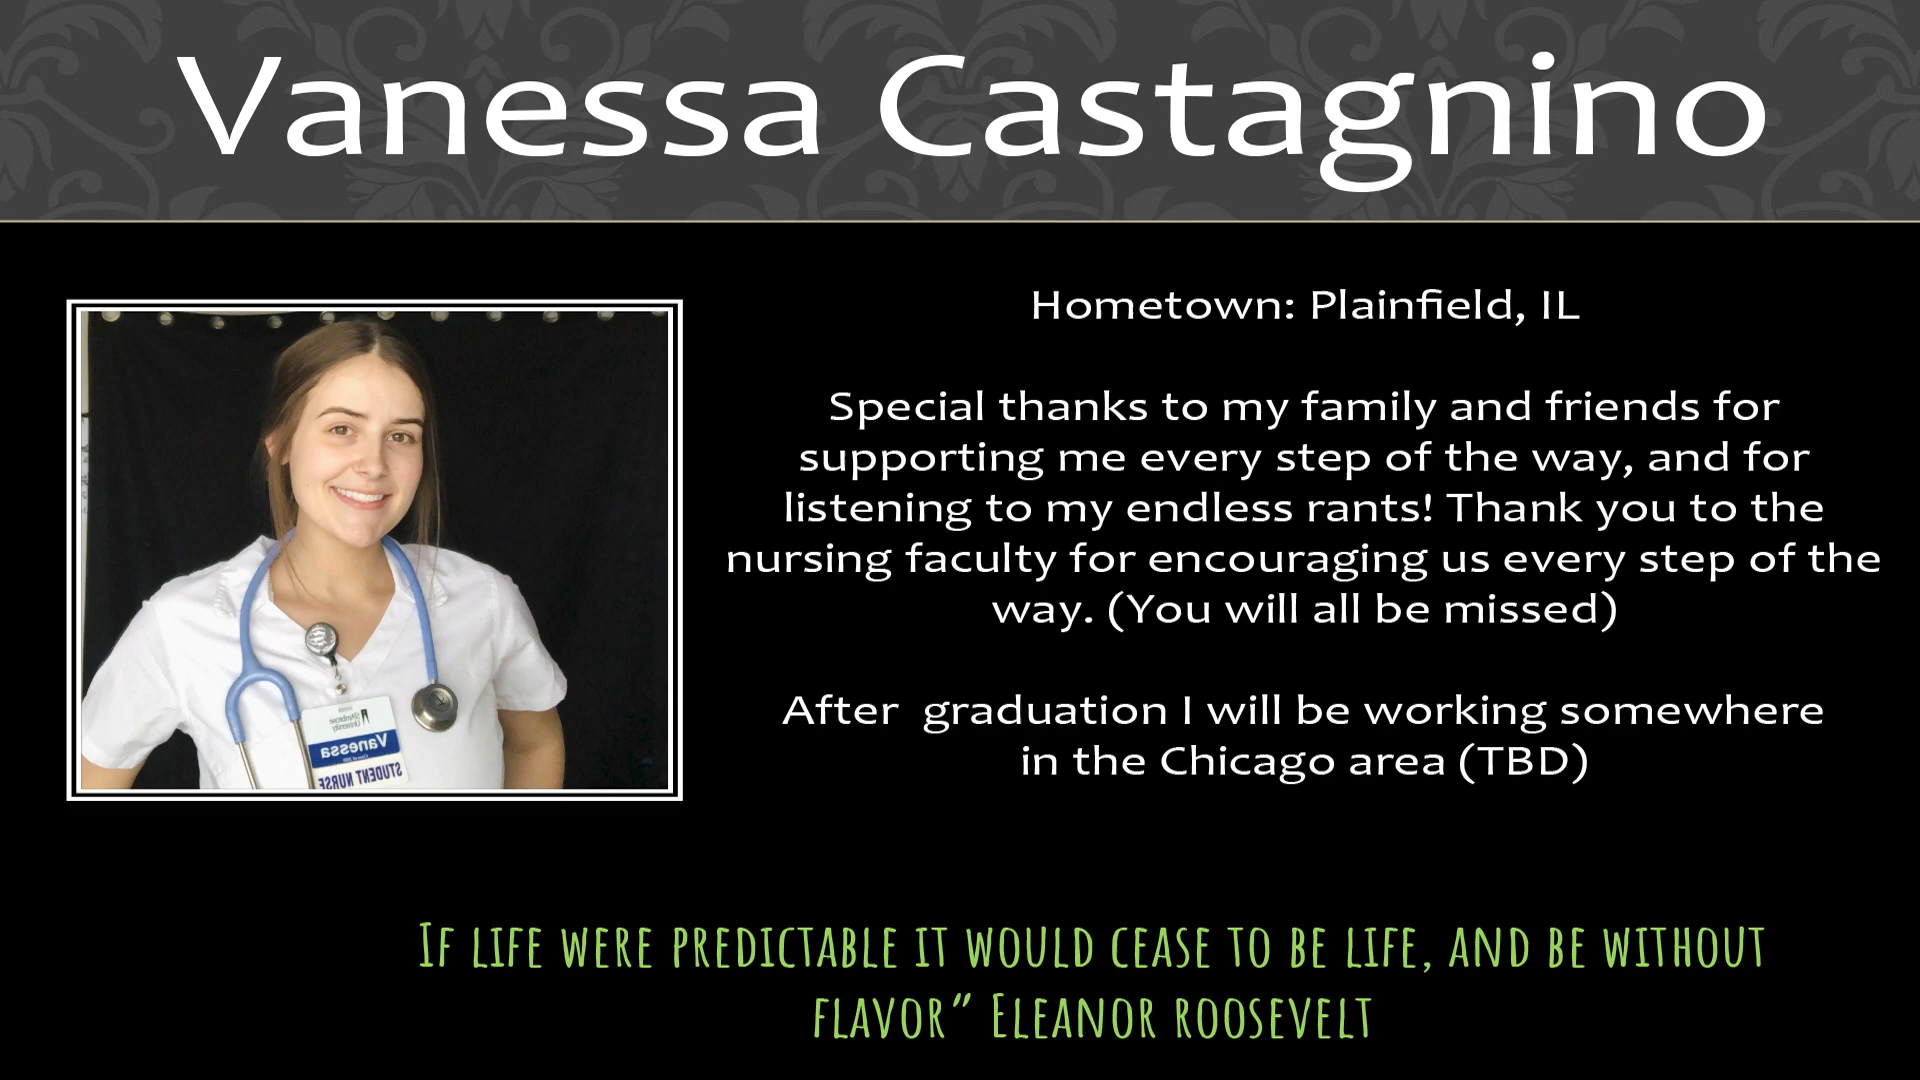 Vanessa Castagnino
Hometown: Plainfield, IL
Special thanks to my family and friends for
supporting me every step of the way, and for
listening to my endless rants! Thank you to the
nursing faculty for encouraging us every step of the
way. (You will all be missed)
After  graduation I will be working somewhere
in the Chicago area (TBD)
St. Ambrose
University
Vanessa
STUDENT NURSE
If life were predictable it would cease to be life, and be without
flavor” Eleanor roosevelt